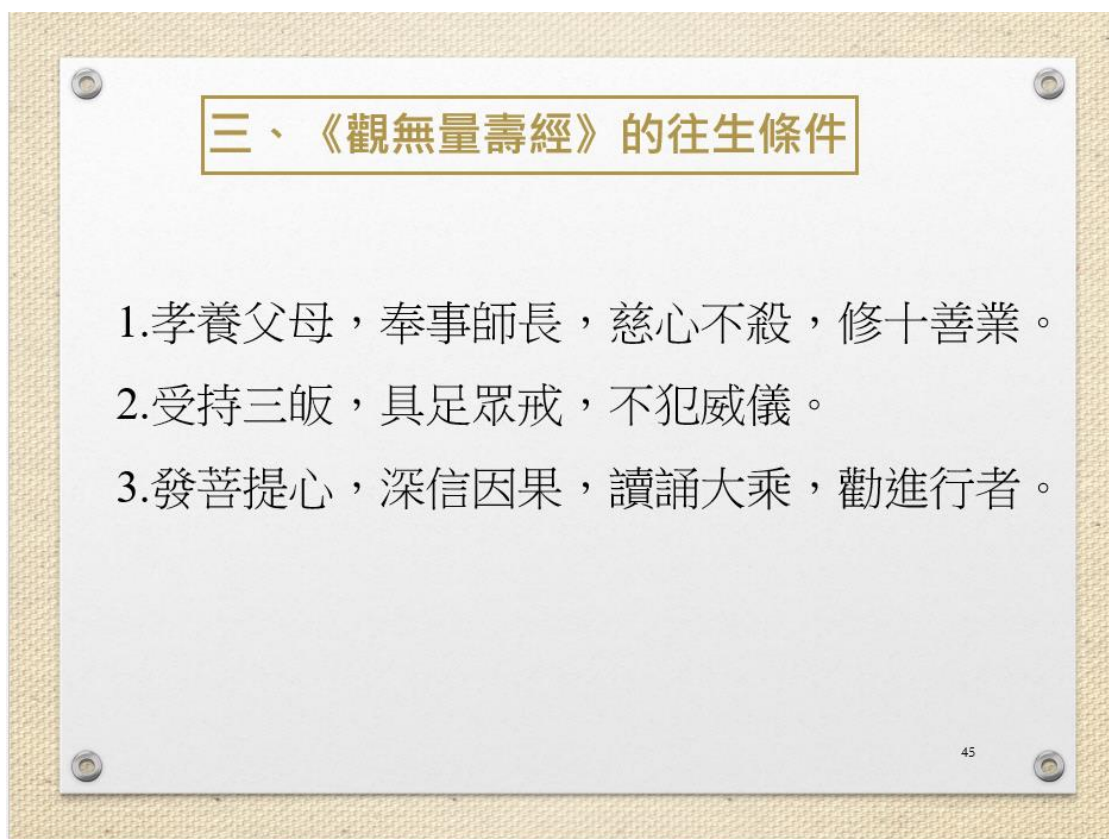 三、《觀無量壽經》的往生條件
1.孝養父母,奉事師長,慈心不殺,修十善業。
2.受持三皈,具足眾戒,不犯威儀。
3.發菩提心,深信因果,讀誦大乘,勸進行者。
45